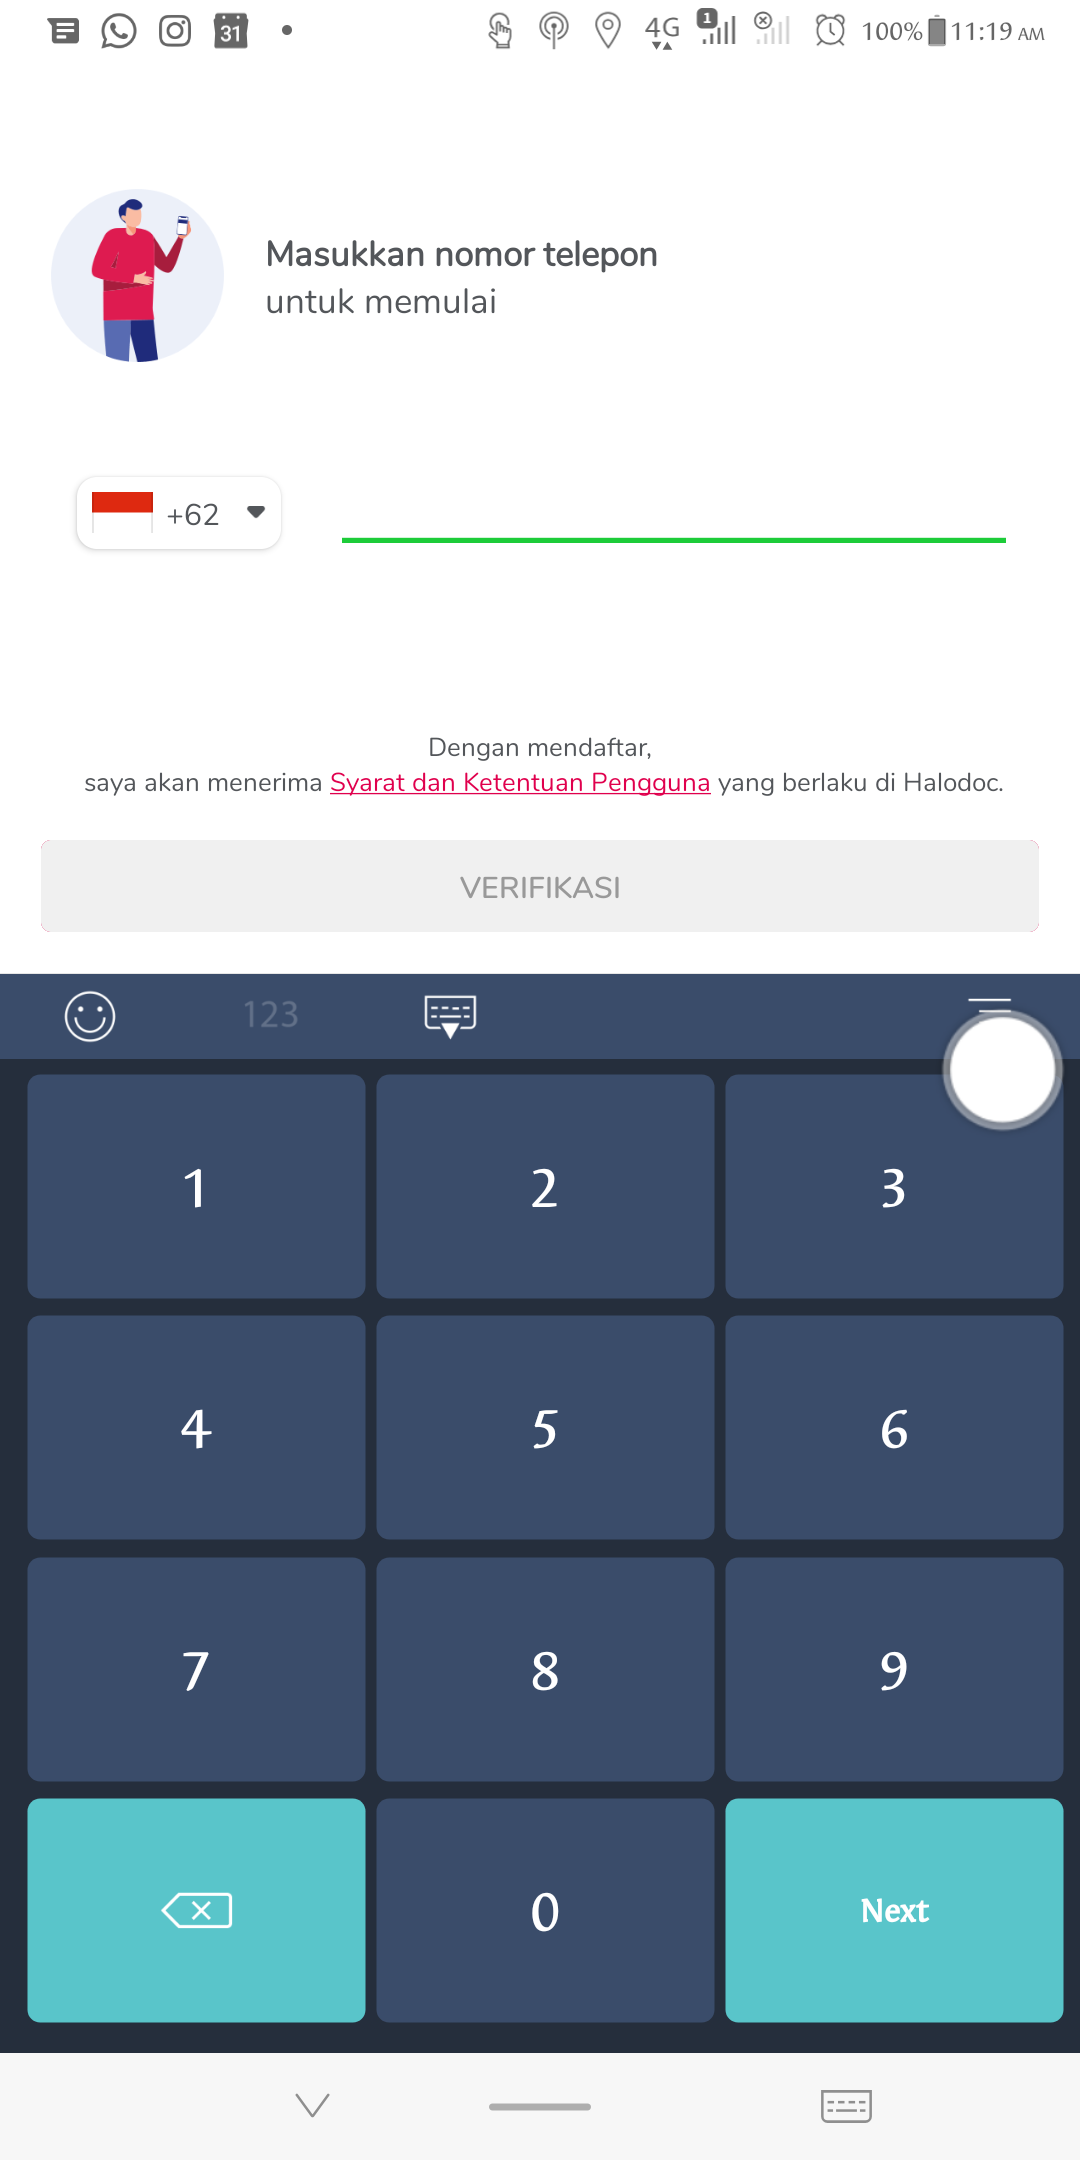 31
4G
1
100%
11:19 AM
Masukkan nomor telepon
untuk memulai
+62
Dengan mendaftar,
saya akan menerima Syarat dan Ketentuan Pengguna yang berlaku di Halodoc.
VERIFIKASI
123
1 2 3
4 5 6
7 8 9
0 Next